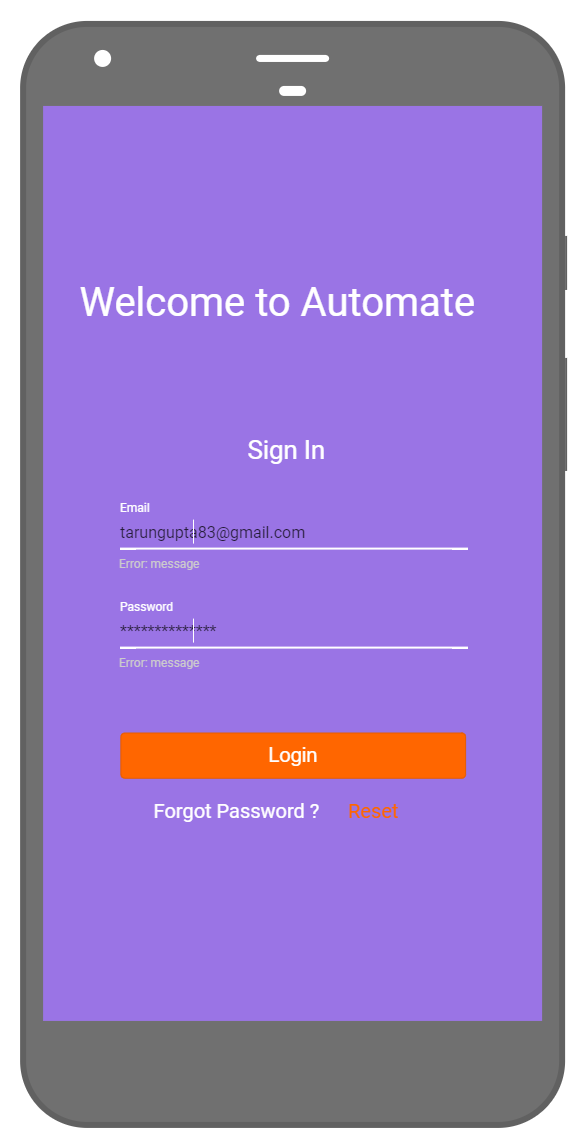 Welcome to Automate
Sign In
Email
tarungupta83@gmail.com
Error: message
Password
**************
Error: message
Login
Forgot Password ? Reset